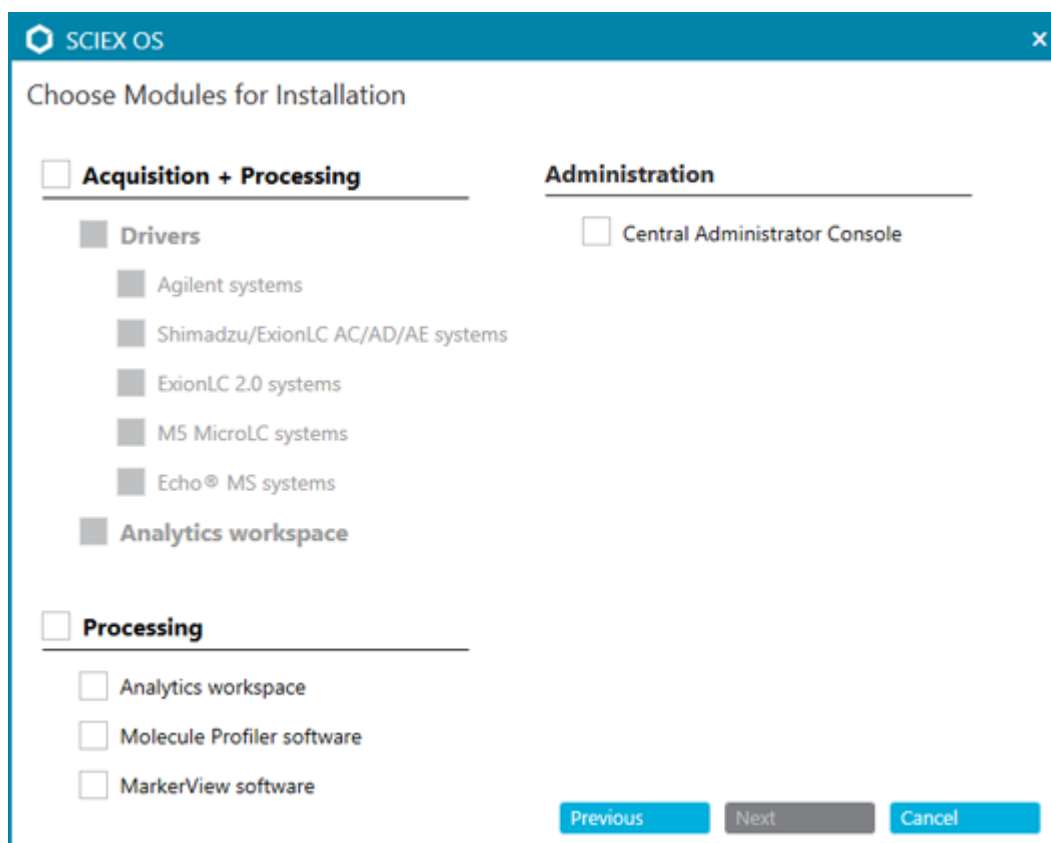 SCIEX OS
Choose Modules for Installation
Acquisition + Processing
Drivers
Agilent systems
Shimadzu/ExionLC AC/AD/AE systems
ExionLC 2.0 systems
M5 MicroLC systems
Echo® MS systems
Analytics workspace
Processing
Analytics workspace
Molecule Profiler software
MarkerView software
Administration
Central Administrator Console
Previous
Next
Cancel